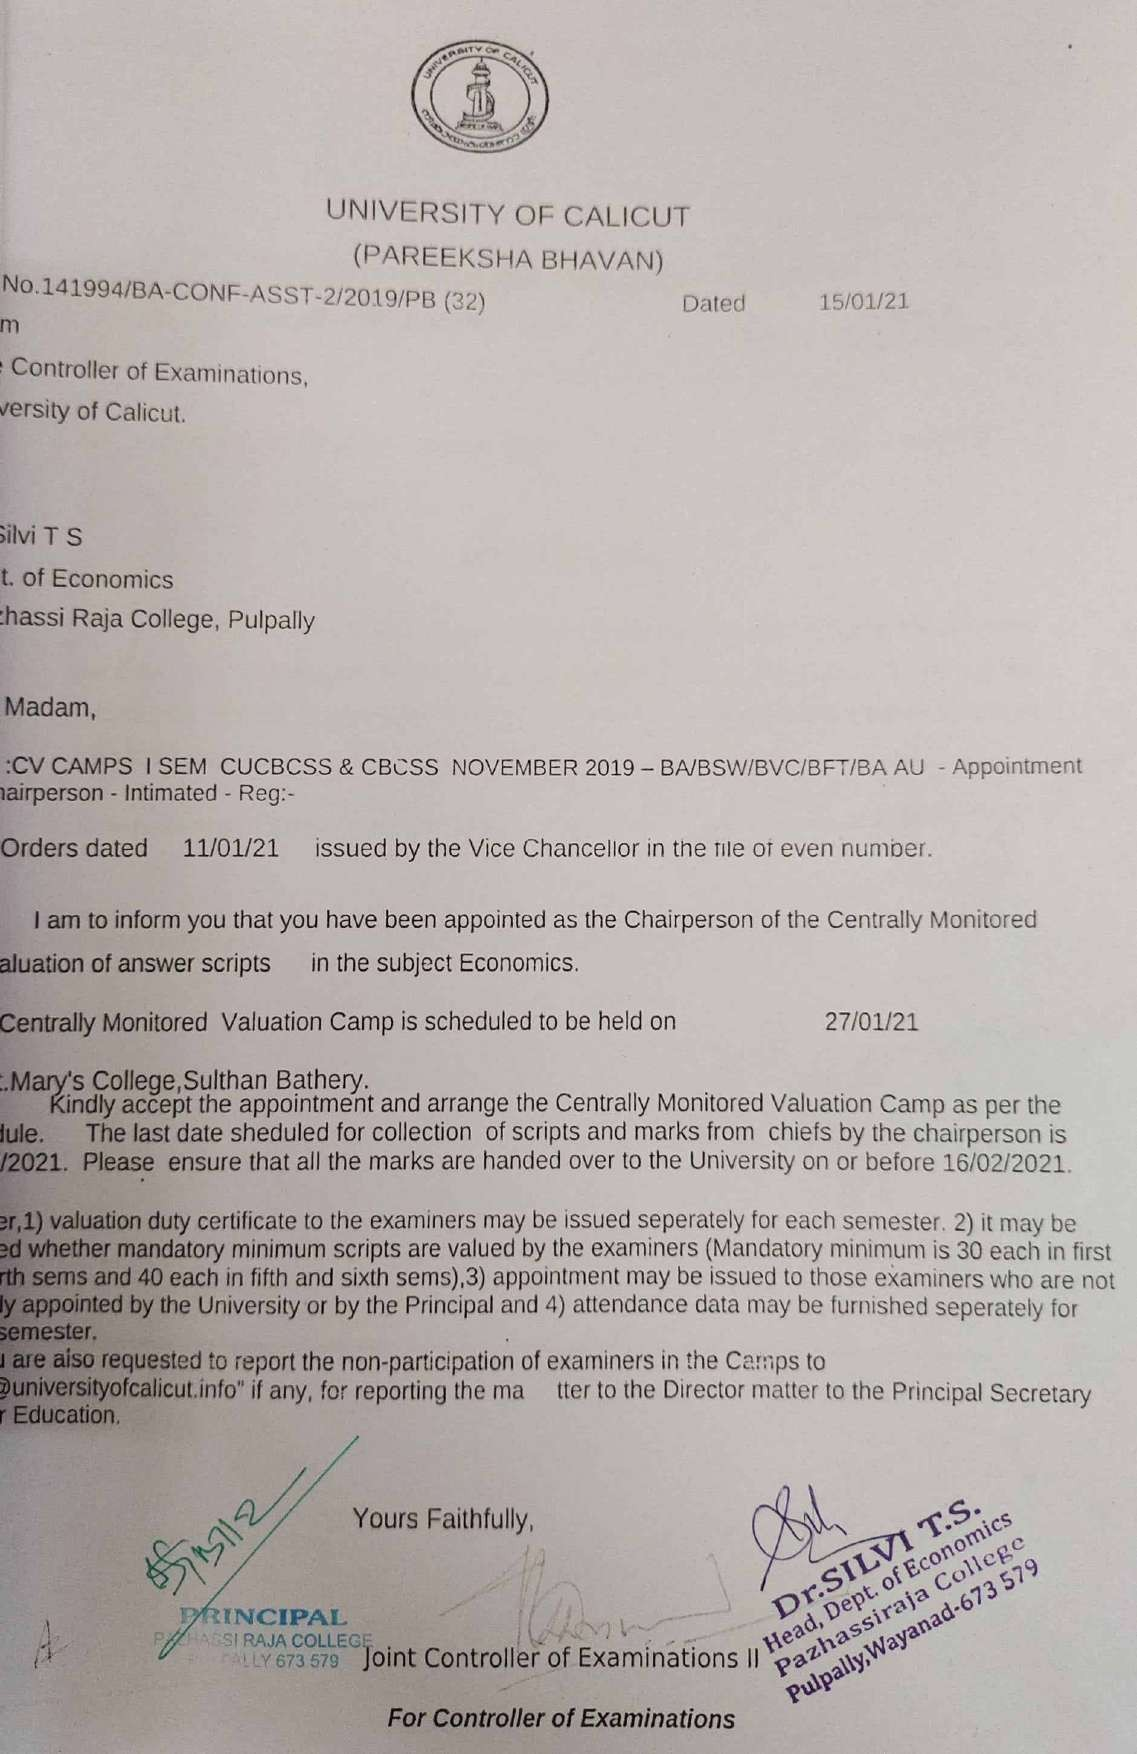 UNIVERSITY OF CALICUT
UNIVERSITY OF CALICUT
(PAREEKSHA BHAVAN)
No.141994/BA-CONF-ASST-2/2019/PB (32) Dated 15/01/21
m
Controller of Examinations,
versity of Calicut.
Silvi T S
t. of Economics
hassi Raja College, Pulpally
Madam,
:CV CAMPS I SEM CUCBCSS & CBCSS NOVEMBER 2019 – BA/BSW/BVC/BFT/BA AU - Appointment
hairperson - Intimated - Reg:-
Orders dated 11/01/21 issued by the Vice Chancellor in the file of even number.
I am to inform you that you have been appointed as the Chairperson of the Centrally Monitored
aluation of answer scripts in the subject Economics.
Centrally Monitored Valuation Camp is scheduled to be held on 27/01/21
t.Mary's College,Sulthan Bathery.
Kindly accept the appointment and arrange the Centrally Monitored Valuation Camp as per the
dule. The last date sheduled for collection of scripts and marks from chiefs by the chairperson is
/2021. Please ensure that all the marks are handed over to the University on or before 16/02/2021.
er,1) valuation duty certificate to the examiners may be issued seperately for each semester. 2) it may be
ed whether mandatory minimum scripts are valued by the examiners (Mandatory minimum is 30 each in first
rth sems and 40 each in fifth and sixth sems),3) appointment may be issued to those examiners who are not
ly appointed by the University or by the Principal and 4) attendance data may be furnished seperately for
semester.
u are also requested to report the non-participation of examiners in the Camps to
@universityofcalicut.info" if any, for reporting the ma tter to the Director matter to the Principal Secretary
r Education.
Yours Faithfully,
PRINCIPAL
PAZHASSI RAJA COLLEGE
PALLY 673 579
Dr.SILVI T.S.
Head, Dept. of Economics
Pazhassiraja College
Pulpally,Wayanad-673 579
Joint Controller of Examinations II
For Controller of Examinations